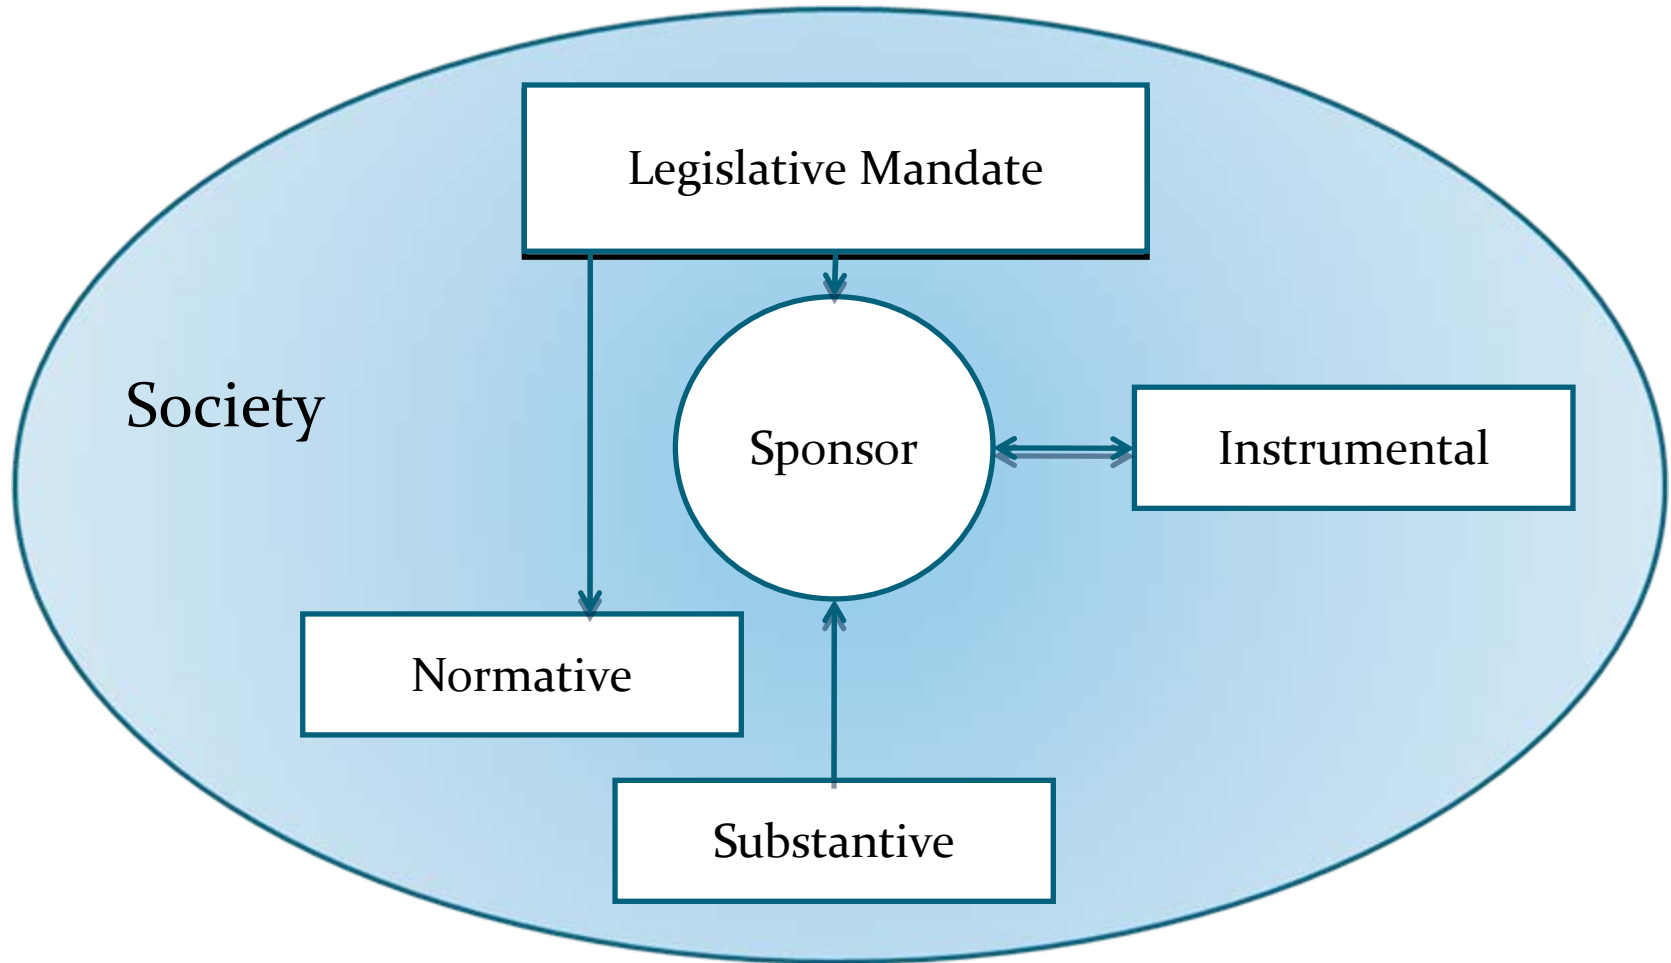 Legislative Mandate
Society
Sponsor
Instrumental
Normative
Substantive